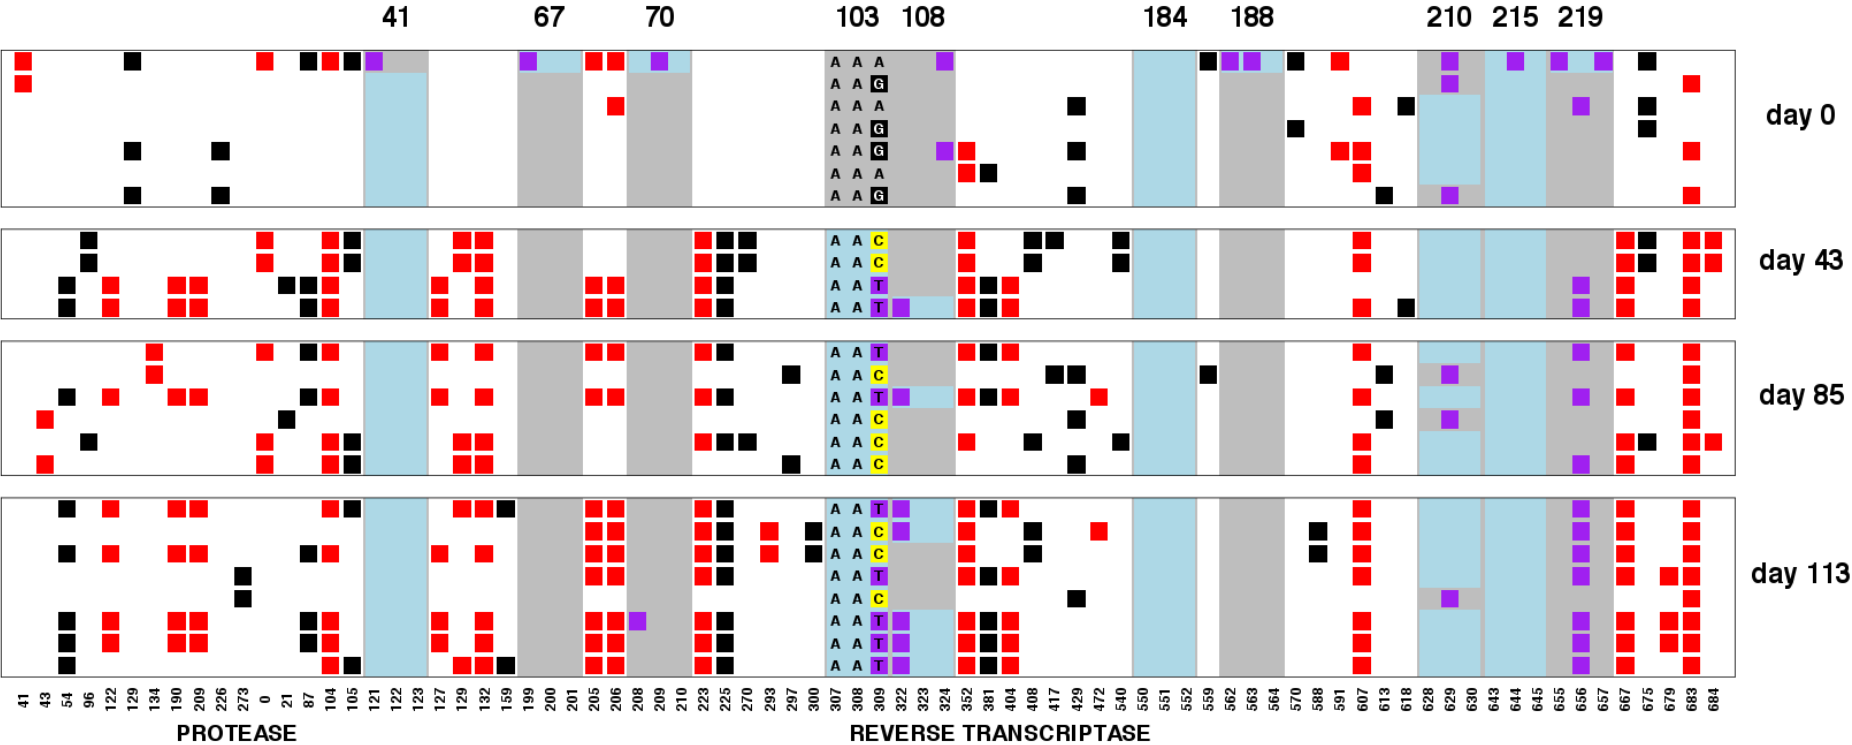 41 67 70 103 108 184 188 210 215 219
A A A
A A G
A A A
day 0
A A G
A A G
A A A
A A G
A A C
A A C
day 43
A A T
A A T
A A T
A A C
A A T
day 85
A A C
A A C
A A C
A A T
A A C
A A C
A A T
day 113
A A C
A A T
A A T
A A T
41 43 54 96 122 129 134 190 209 226 273 0 21 87 104 105 121 122 123 127 129 132 159 199 200 201 205 206 208 209 210 223 225 270 293 297 300 307 308 309 322 323 324 352 381 404 408 417 429 472 540 550 551 552 559 562 563 564 570 588 591 607 613 618 628 629 630 643 644 645 655 656 657 667 675 679 683 684
PROTEASE REVERSE TRANSCRIPTASE